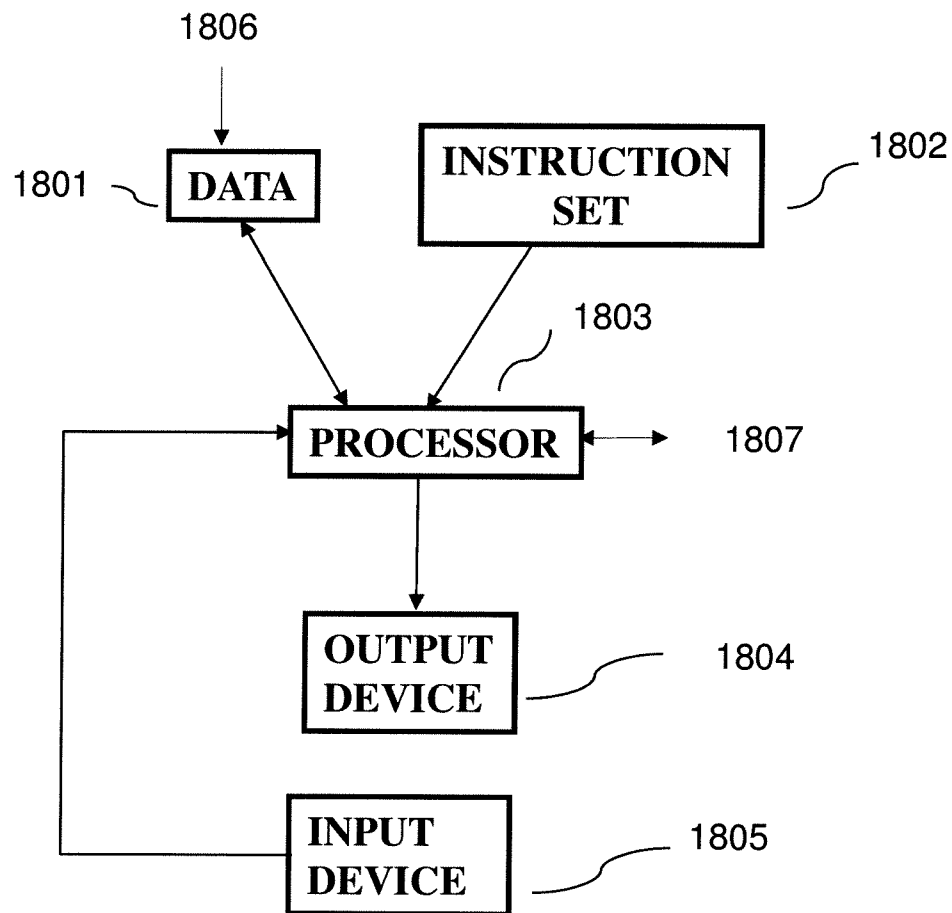 1806
1801
DATA
INSTRUCTION
SET
1802
1803
PROCESSOR
1807
OUTPUT
DEVICE
1804
INPUT
DEVICE
1805